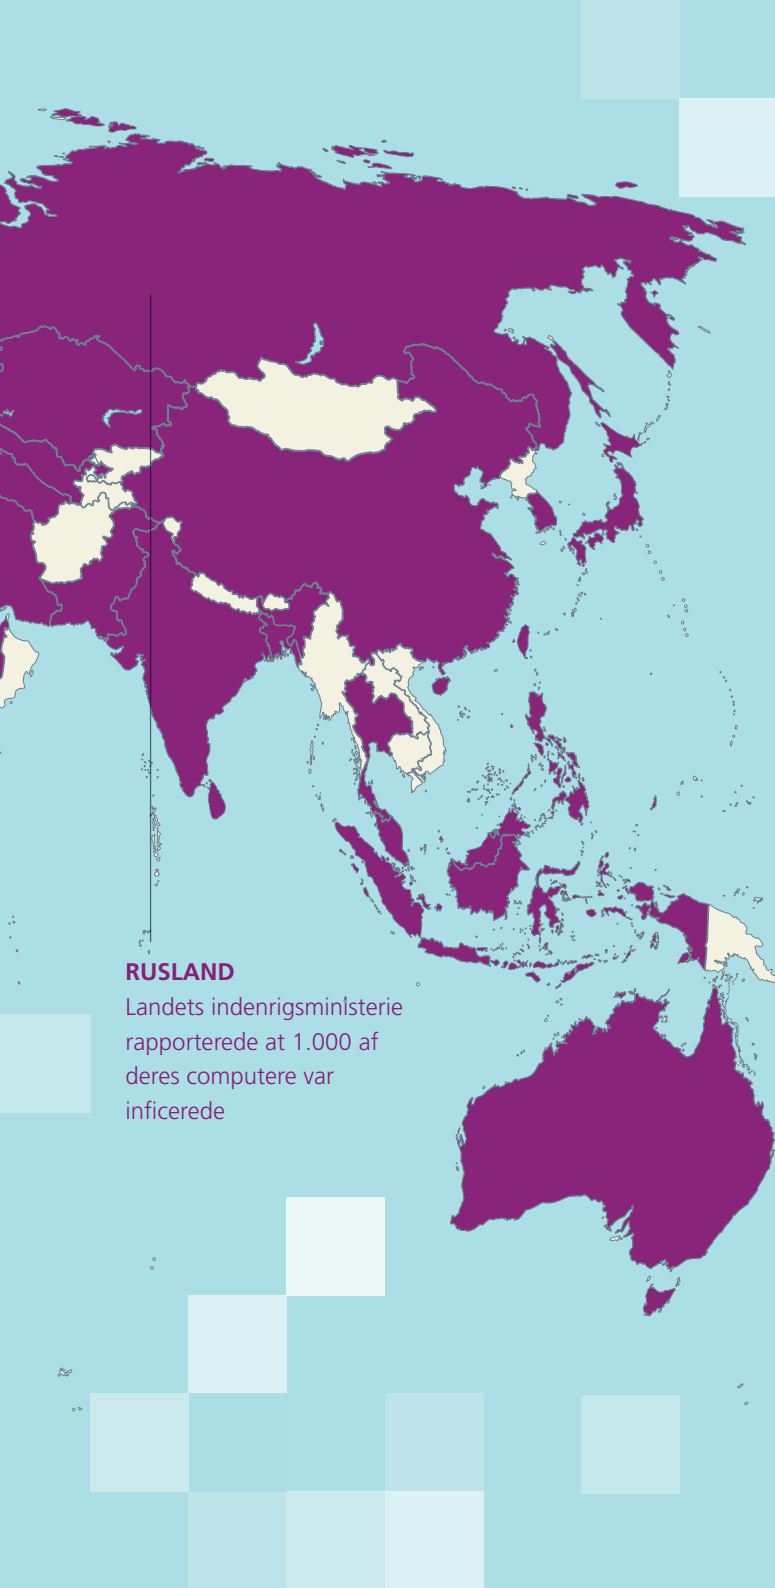 RUSLAND
Landets indenrigsministerie
rapporterede at 1.000 af
deres computere var
inficerede